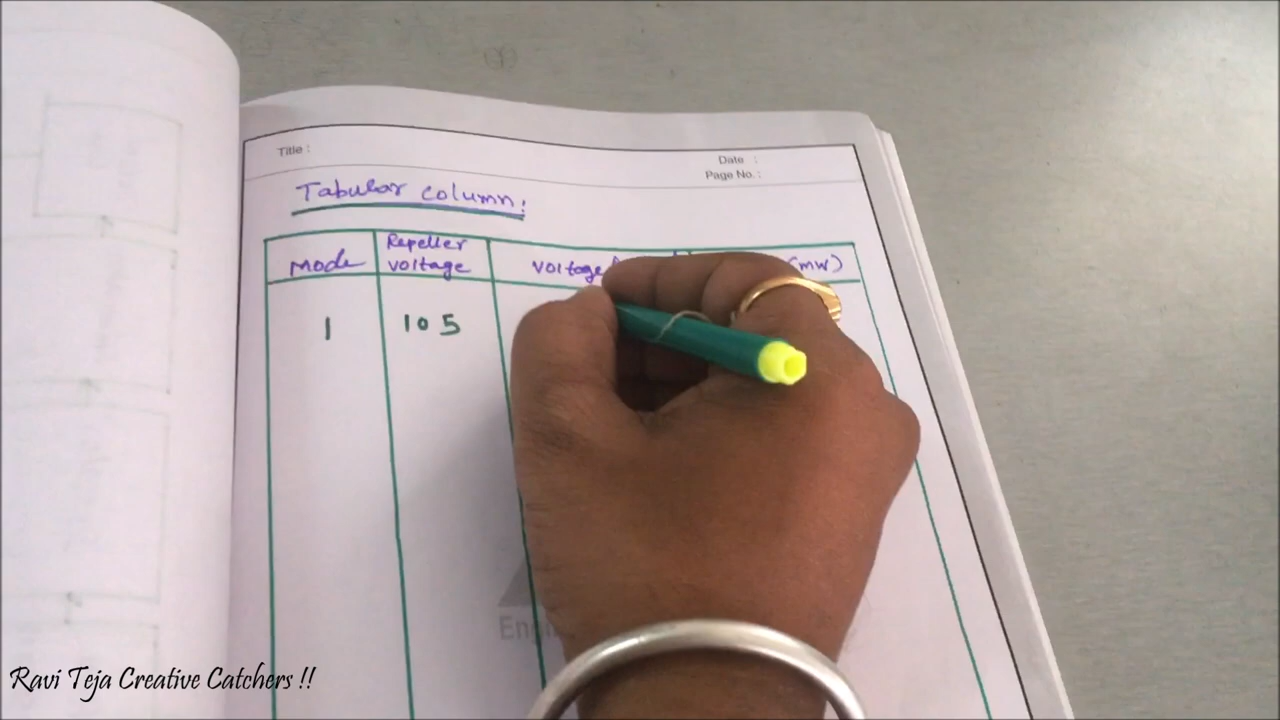 Title :
Date :
Page No. :
Tabular column:
Mode
Repeller voltage
voltage
(mw)
1
105
Ravi Teja Creative Catchers !!